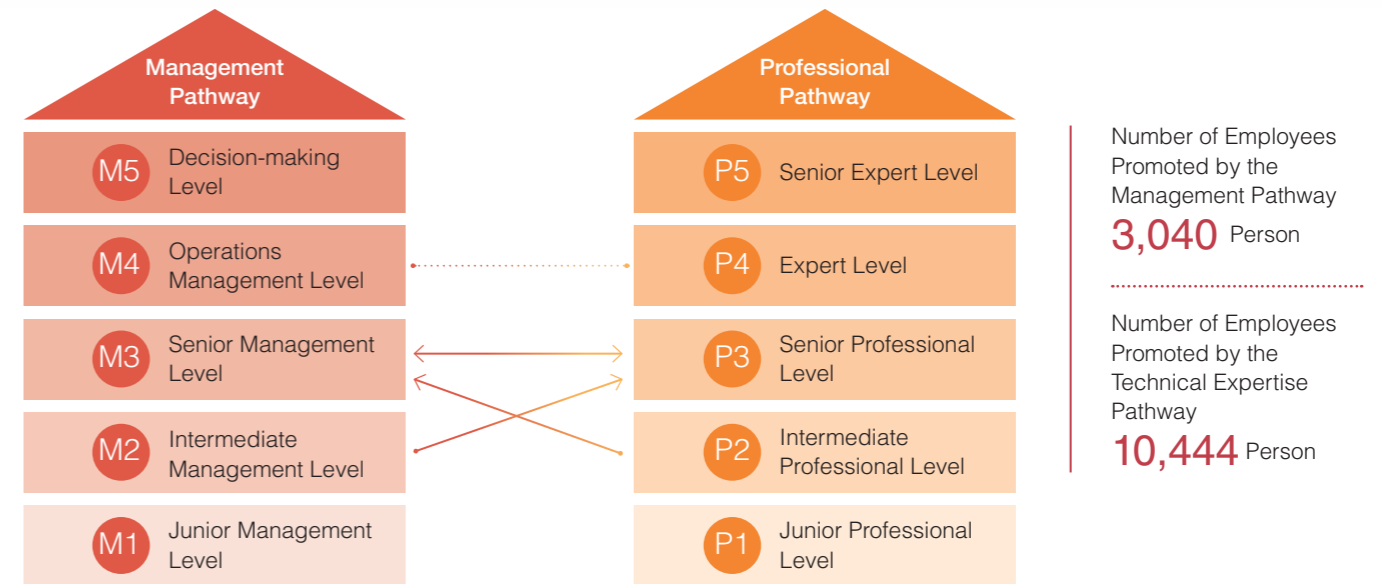 Management
Pathway
M5
Decision-making
Level
M4
Operations
Management Level
M3
Senior Management
Level
M2
Intermediate
Management Level
M1
Junior Management
Level
Professional
Pathway
P5
Senior Expert Level
P4
Expert Level
P3
Senior Professional
Level
P2
Intermediate
Professional Level
P1
Junior Professional
Level
Number of Employees
Promoted by the
Management Pathway
3,040 Person
Number of Employees
Promoted by the
Technical Expertise
Pathway
10,444 Person